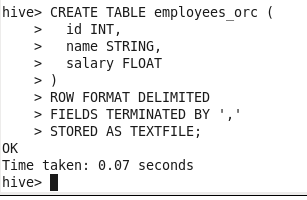 hive> CREATE TABLE employees_orc (
    >   id INT,
    >   name STRING,
    >   salary FLOAT
    > )
    > ROW FORMAT DELIMITED
    > FIELDS TERMINATED BY ','
    > STORED AS TEXTFILE;
OK
Time taken: 0.07 seconds
hive>